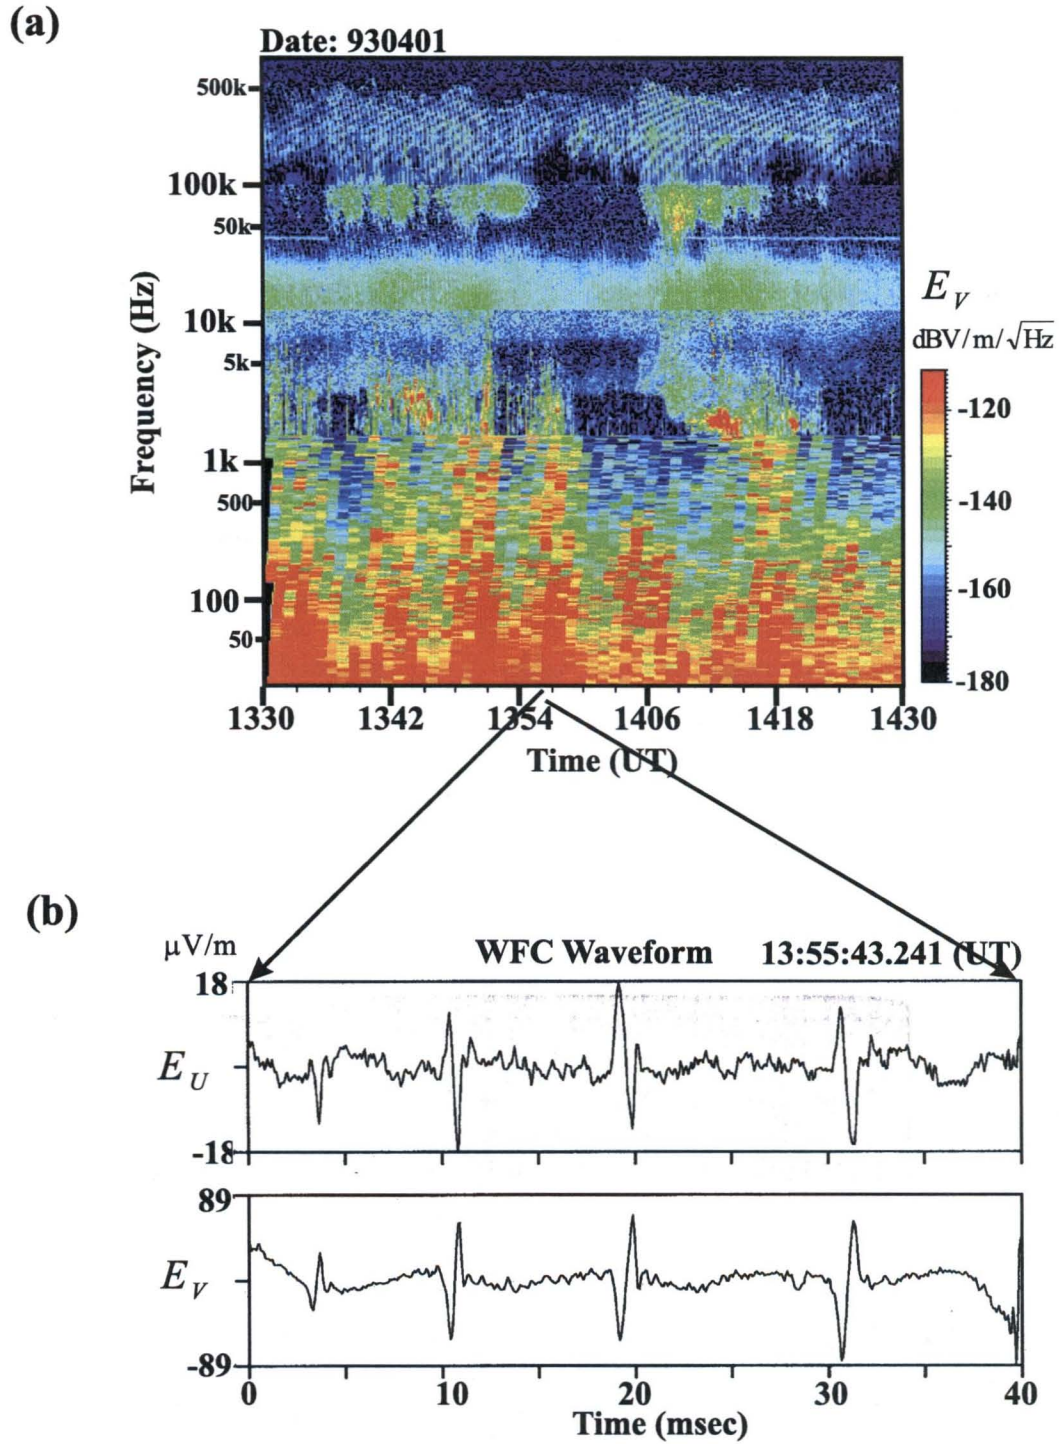 (a)
Date: 930401
500k
100k
50k
10k
5k
1k
500
100
50
Frequency (Hz)
E_V
dBV/m/√Hz
-120
-140
-160
-180
1330 1342 1354 1406 1418 1430
Time (UT)
(b)
μV/m WFC Waveform 13:55:43.241 (UT)
18
E_U
-18
89
E_V
-89
0 10 20 30 40
Time (msec)